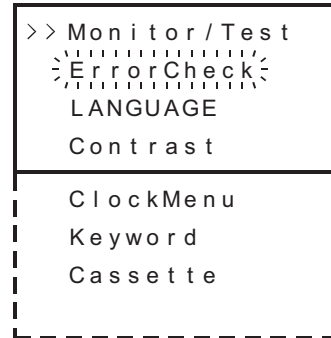 >> Monitor/Test
ErrorCheck
LANGUAGE
Contrast
ClockMenu
Keyword
Cassette